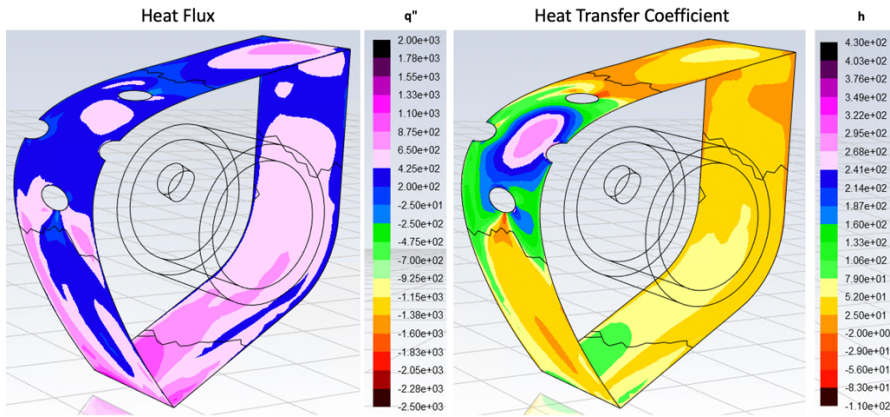 Heat Flux
q"
2.00e+03
1.78e+03
1.55e+03
1.33e+03
1.10e+03
8.75e+02
6.50e+02
4.25e+02
2.00e+02
-2.50e+01
-2.50e+02
-4.75e+02
-7.00e+02
-9.25e+02
-1.15e+03
-1.38e+03
-1.60e+03
-1.83e+03
-2.05e+03
-2.28e+03
-2.50e+03
Heat Transfer Coefficient
h
4.30e+02
4.03e+02
3.76e+02
3.49e+02
3.22e+02
2.95e+02
2.68e+02
2.41e+02
2.14e+02
1.87e+02
1.60e+02
1.33e+02
1.06e+02
7.90e+01
5.20e+01
2.50e+01
-2.00e+00
-2.90e+01
-5.60e+01
-8.30e+01
-1.10e+02